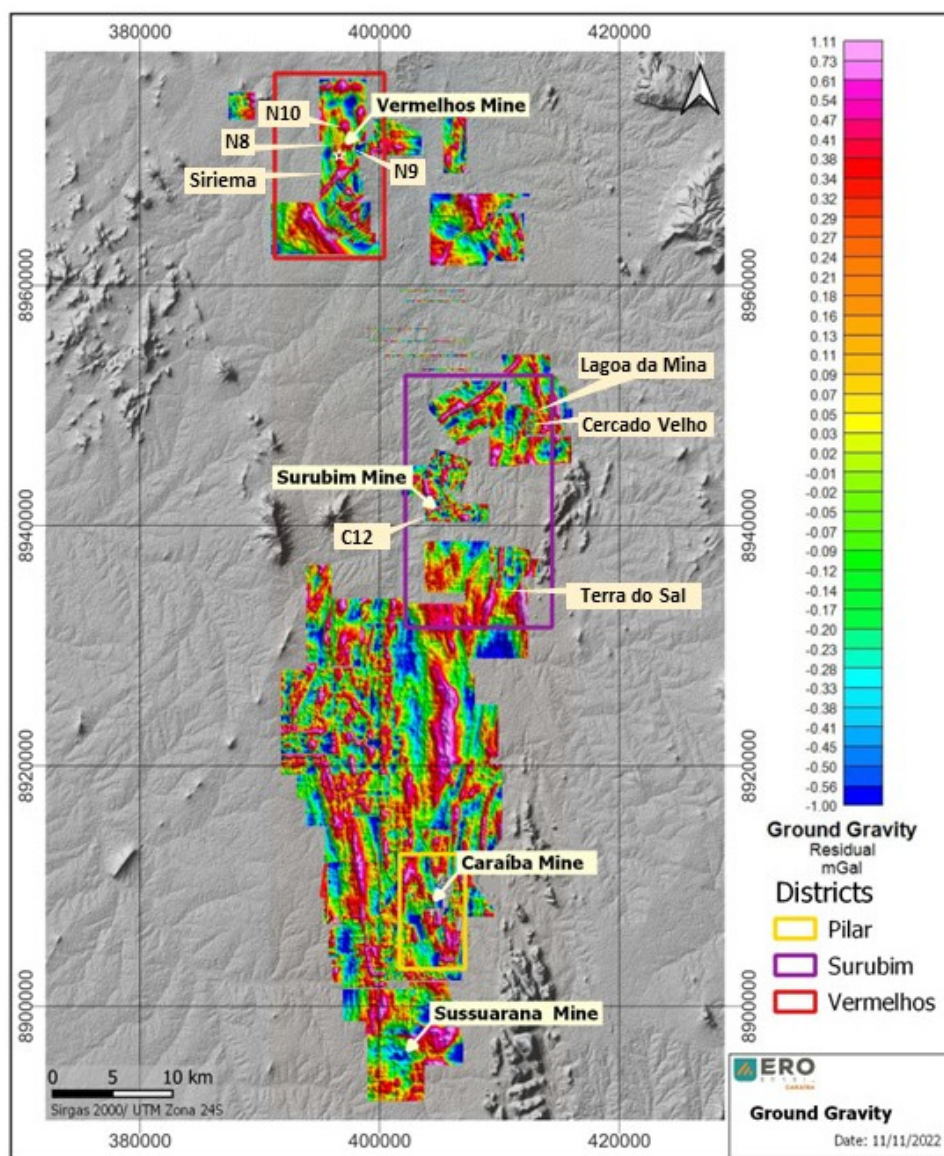 380000
400000
420000
N10
Vermelhos Mine
N8
N9
Siriema
8960000
8960000
Lagoa da Mina
Cercado Velho
Surubim Mine
8940000
8940000
C12
Terra do Sal
8920000
8920000
Caraíba Mine
8900000
8900000
Sussuarana Mine
0 5 10 km
Sirgas 2000/ UTM Zona 24S
380000
400000
420000
1.11
0.73
0.61
0.54
0.47
0.41
0.38
0.34
0.32
0.29
0.27
0.24
0.21
0.18
0.16
0.13
0.11
0.09
0.07
0.05
0.03
-0.01
-0.02
-0.05
-0.07
-0.09
-0.12
-0.14
-0.17
-0.20
-0.23
-0.28
-0.33
-0.38
-0.41
-0.45
-0.50
-0.56
-1.00
Ground Gravity
Residual
mGal
Districts
Pilar
Surubim
Vermelhos
ERO
BRASIL
CARAÍBA
Ground Gravity
Date: 11/11/2022